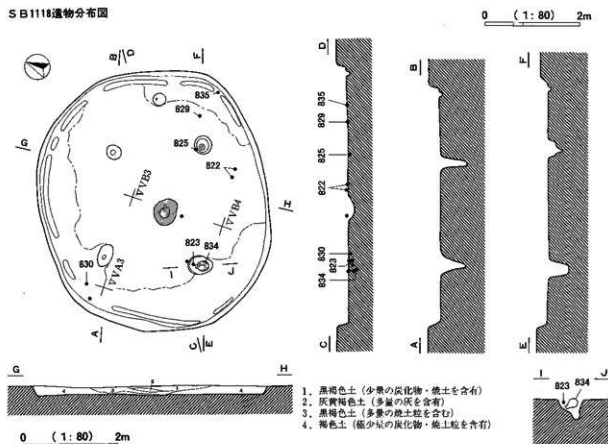 SB1118遺物分布図
0 (1:80) 2m
B D F
835
829
825
822
G
VVB3
H
VVB4
823 834
I J
830
VVA3
A C E
D
835
829
825
822
830
823
834
C
B
A
F
E
G H
0 (1:80) 2m
1. 黒褐色土(少量の炭化物・焼土を含有)
2. 灰黄褐色土(多量の灰を含有)
3. 黒褐色土(多量の焼土粒を含む)
4. 褐色土(極少量の炭化物・焼土粒を含有)
I J
823 834